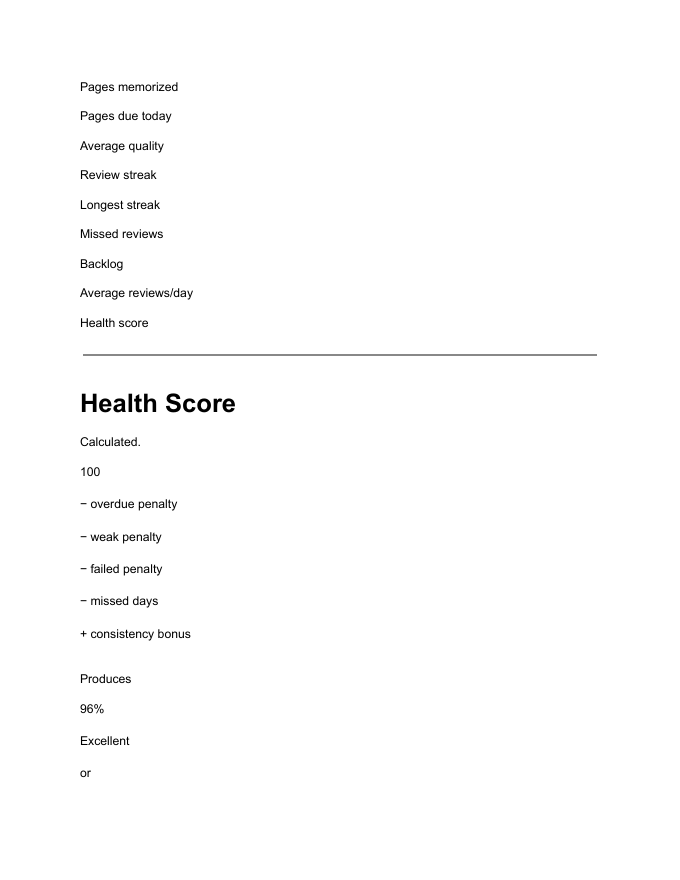 Pages memorized
Pages due today
Average quality
Review streak
Longest streak
Missed reviews
Backlog
Average reviews/day
Health score
Health Score
Calculated.
100
− overdue penalty
− weak penalty
− failed penalty
− missed days
+ consistency bonus
Produces
96%
Excellent
or